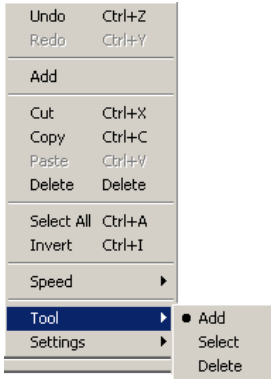 Undo Ctrl+Z
Redo Ctrl+Y
Add
Cut Ctrl+X
Copy Ctrl+C
Paste Ctrl+V
Delete Delete
Select All Ctrl+A
Invert Ctrl+I
Speed
Tool
Add
Settings
Select
Delete